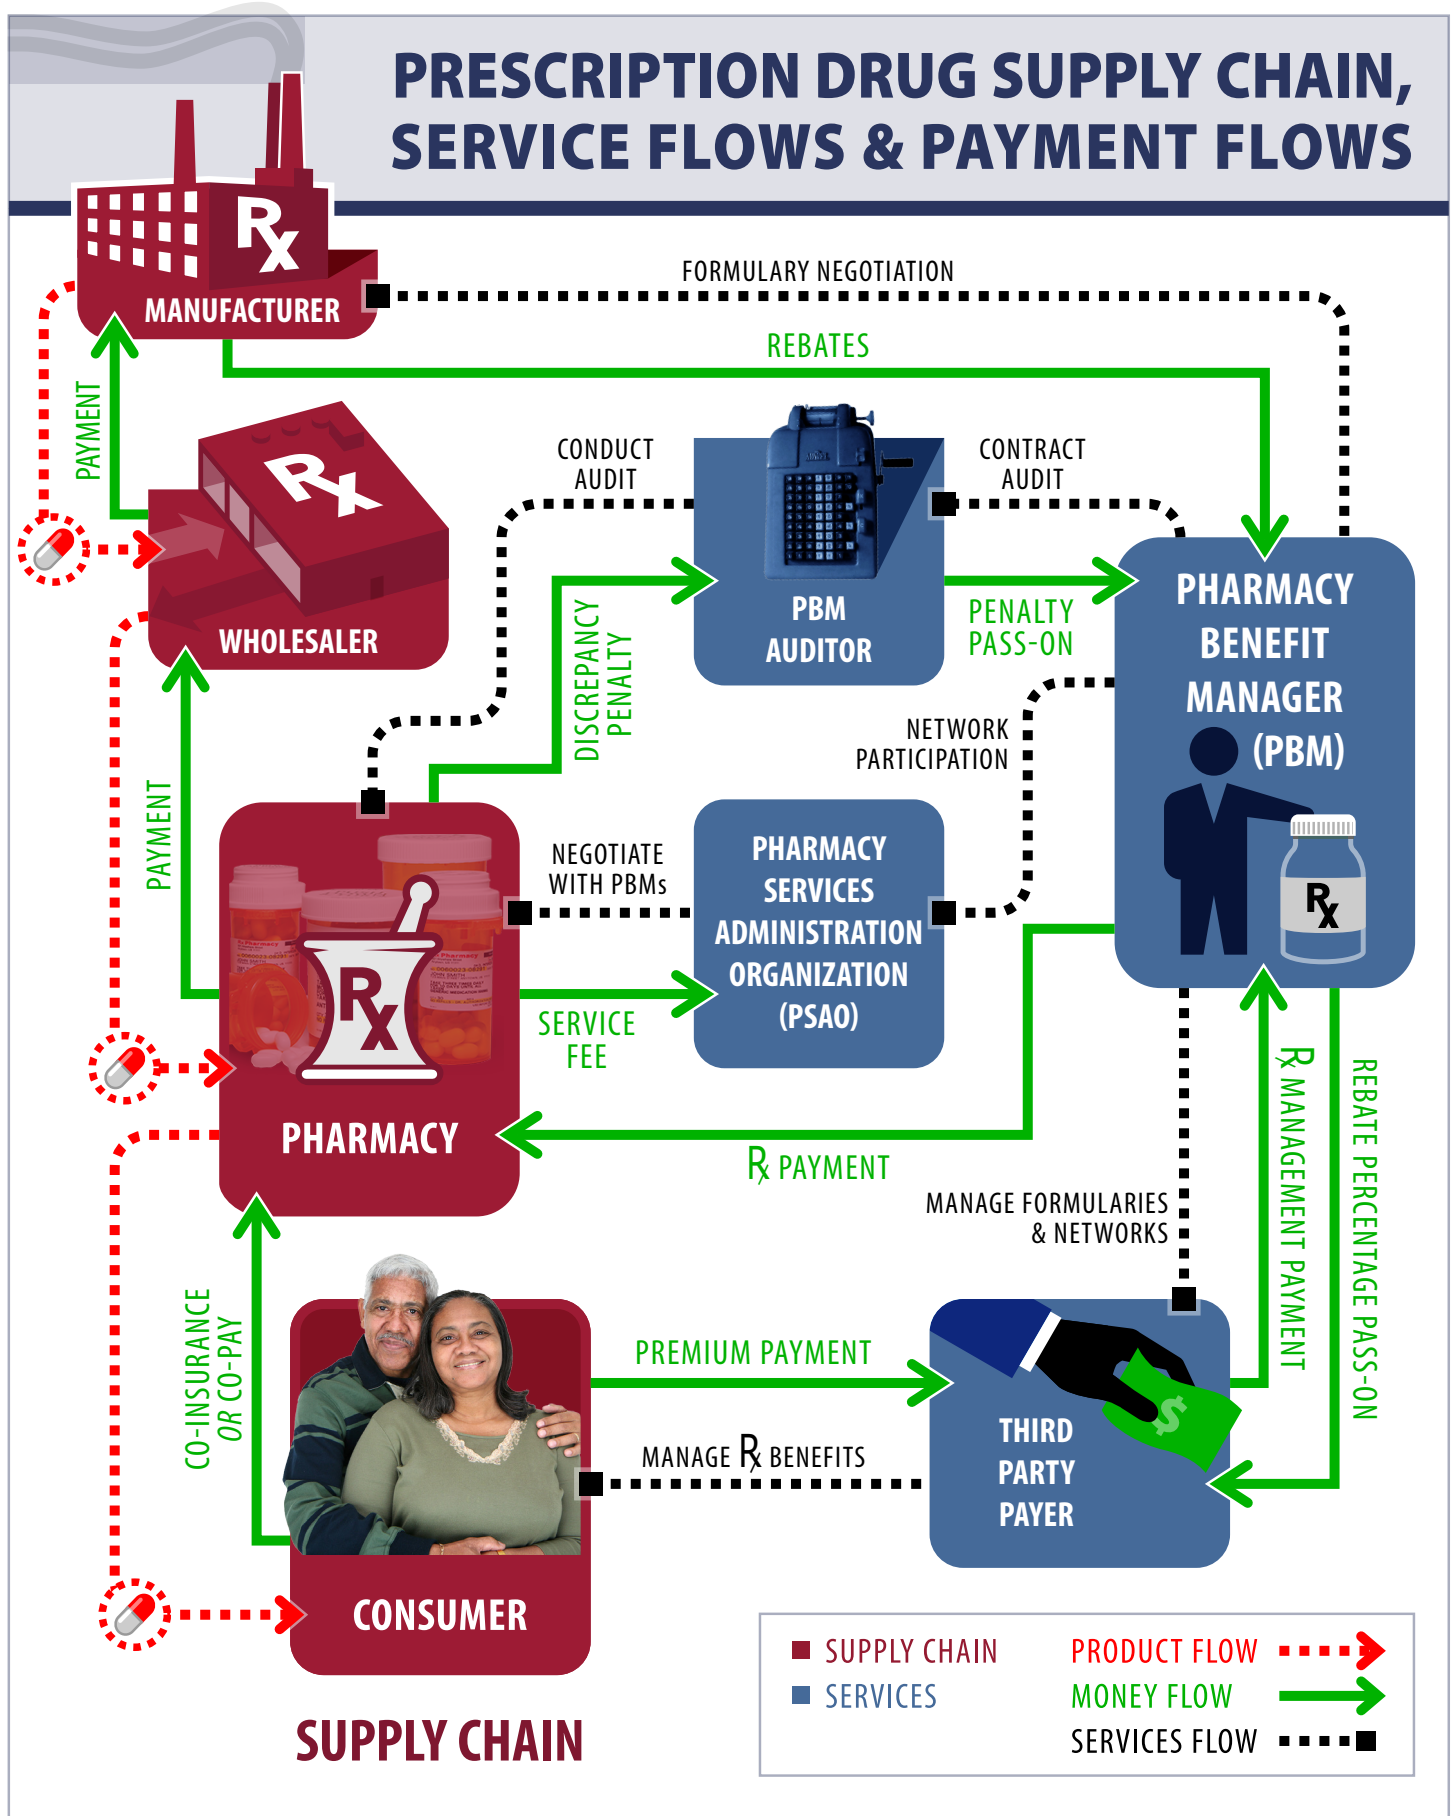 PRESCRIPTION DRUG SUPPLY CHAIN,
SERVICE FLOWS & PAYMENT FLOWS
Rx
MANUFACTURER
FORMULARY NEGOTIATION
REBATES
PAYMENT
Rx
WHOLESALER
CONDUCT
AUDIT
CONTRACT
AUDIT
PBM
AUDITOR
DISCREPANCY
PENALTY
PENALTY
PASS-ON
PHARMACY
BENEFIT
MANAGER
(PBM)
Rx
NETWORK
PARTICIPATION
PAYMENT
NEGOTIATE
WITH PBMs
PHARMACY
SERVICES
ADMINISTRATION
ORGANIZATION
(PSAO)
Rx
PHARMACY
SERVICE
FEE
℞ PAYMENT
MANAGE FORMULARIES
& NETWORKS
℞ MANAGEMENT PAYMENT
REBATE PERCENTAGE PASS-ON
CO-INSURANCE
OR CO-PAY
PREMIUM PAYMENT
MANAGE ℞ BENEFITS
$
THIRD
PARTY
PAYER
CONSUMER
SUPPLY CHAIN
SUPPLY CHAIN
SERVICES
PRODUCT FLOW
MONEY FLOW
SERVICES FLOW